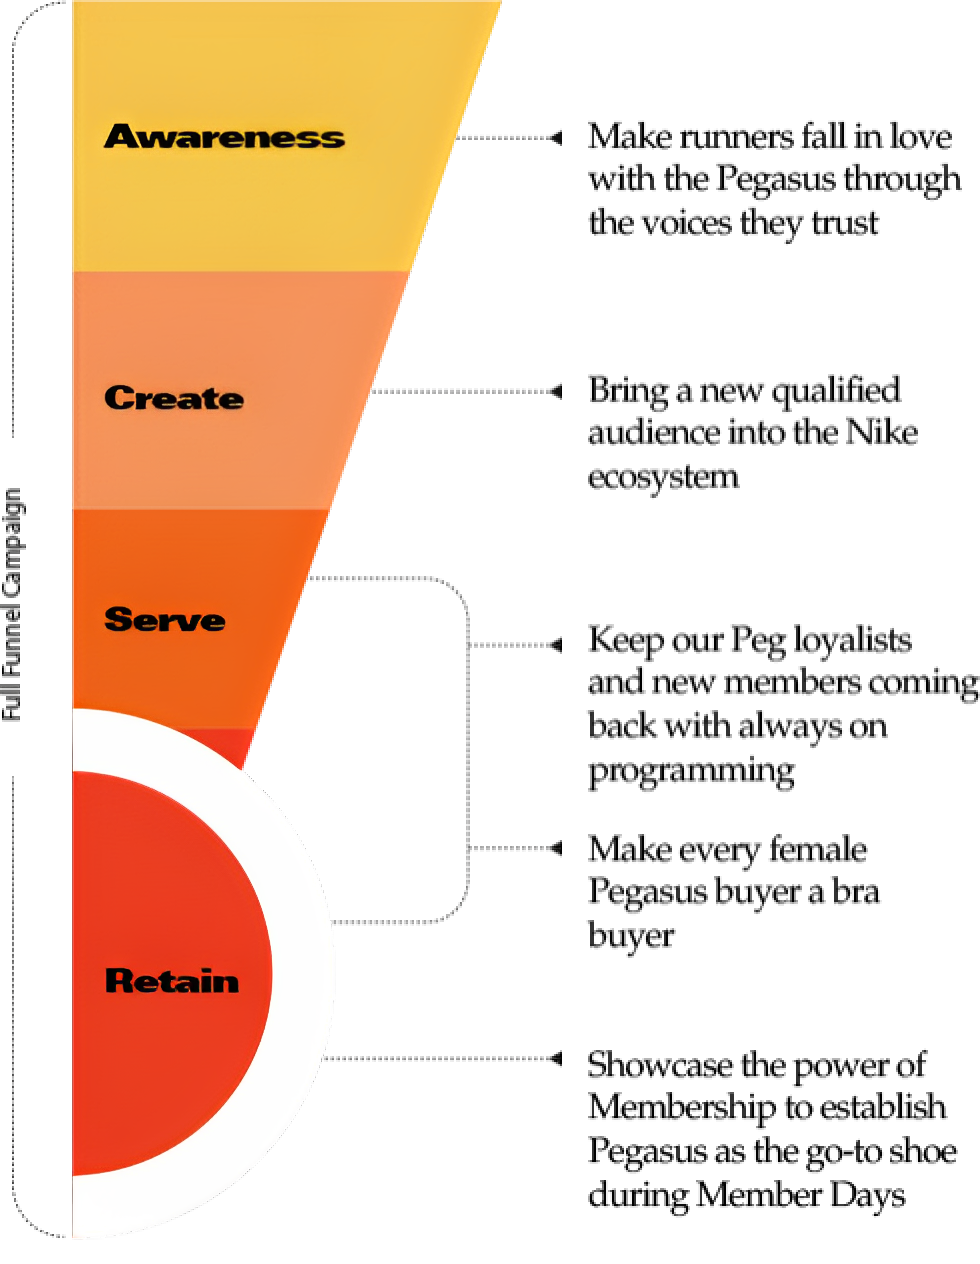 Full Funnel Campaign
Awareness
Make runners fall in love
with the Pegasus through
the voices they trust
Create
Bring a new qualified
audience into the Nike
ecosystem
Serve
Keep our Peg loyalists
and new members coming
back with always on
programming
Make every female
Pegasus buyer a bra
buyer
Retain
Showcase the power of
Membership to establish
Pegasus as the go-to shoe
during Member Days